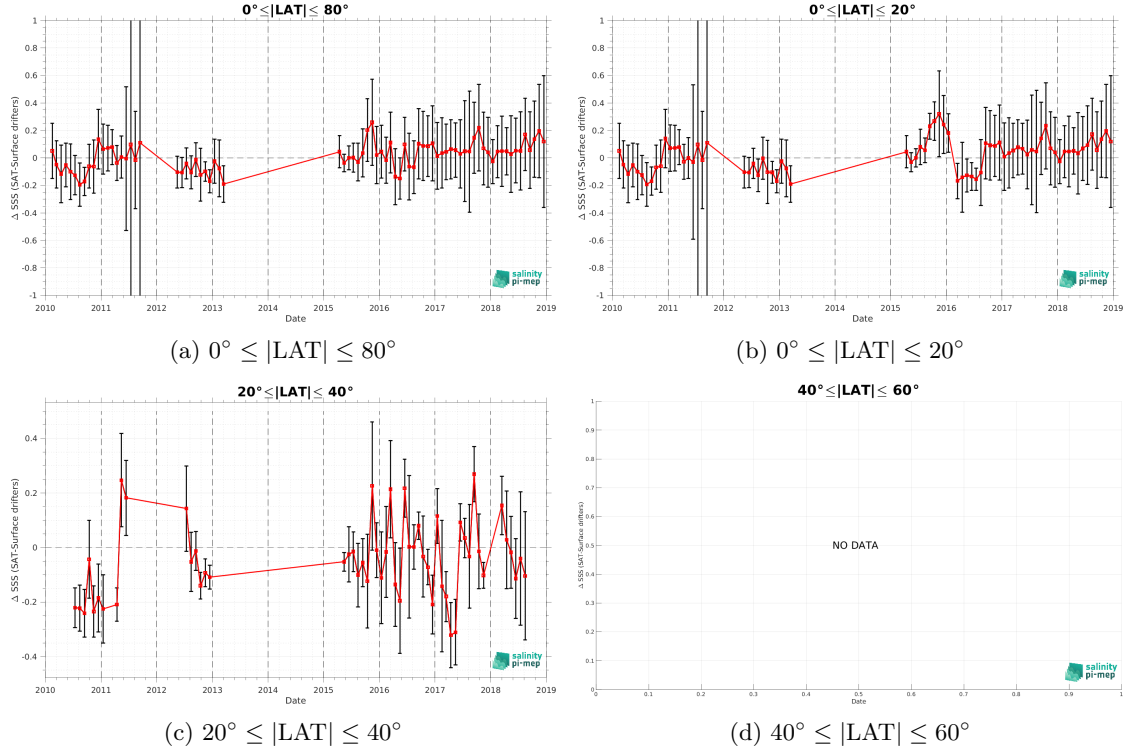 0°≤|LAT|≤ 80°
1
0.8
0.6
0.4
0.2
0
-0.2
-0.4
-0.6
-0.8
-1
Δ SSS (SAT-Surface drifters)
2010 2011 2012 2013 2014 2015 2016 2017 2018 2019
Date
salinity
pi-mep
(a) 0° ≤ |LAT| ≤ 80°
0°≤|LAT|≤ 20°
1
0.8
0.6
0.4
0.2
0
-0.2
-0.4
-0.6
-0.8
-1
Δ SSS (SAT-Surface drifters)
2010 2011 2012 2013 2014 2015 2016 2017 2018 2019
Date
salinity
pi-mep
(b) 0° ≤ |LAT| ≤ 20°
20°≤|LAT|≤ 40°
0.4
0.2
0
-0.2
-0.4
Δ SSS (SAT-Surface drifters)
2010 2011 2012 2013 2014 2015 2016 2017 2018 2019
Date
salinity
pi-mep
(c) 20° ≤ |LAT| ≤ 40°
40°≤|LAT|≤ 60°
1
0.9
0.8
0.7
0.6
0.5
0.4
0.3
0.2
0.1
0
Δ SSS (SAT-Surface drifters)
NO DATA
0 0.1 0.2 0.3 0.4 0.5 0.6 0.7 0.8 0.9 1
Date
salinity
pi-mep
(d) 40° ≤ |LAT| ≤ 60°